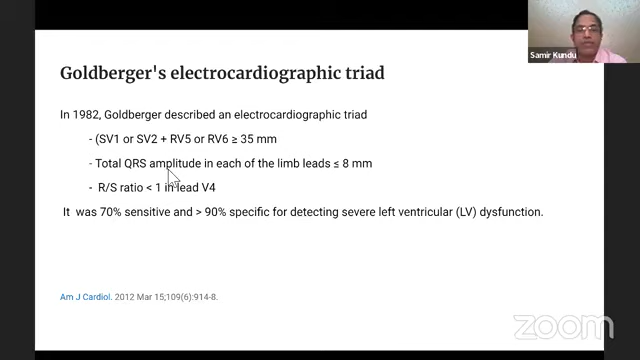 Samir Kundu
Goldberger's electrocardiographic triad
In 1982, Goldberger described an electrocardiographic triad
- (SV1 or SV2 + RV5 or RV6 ≥ 35 mm
- Total QRS amplitude in each of the limb leads ≤ 8 mm
- R/S ratio < 1 in lead V4
It was 70% sensitive and > 90% specific for detecting severe left ventricular (LV) dysfunction.
Am J Cardiol. 2012 Mar 15;109(6):914-8.
zoom